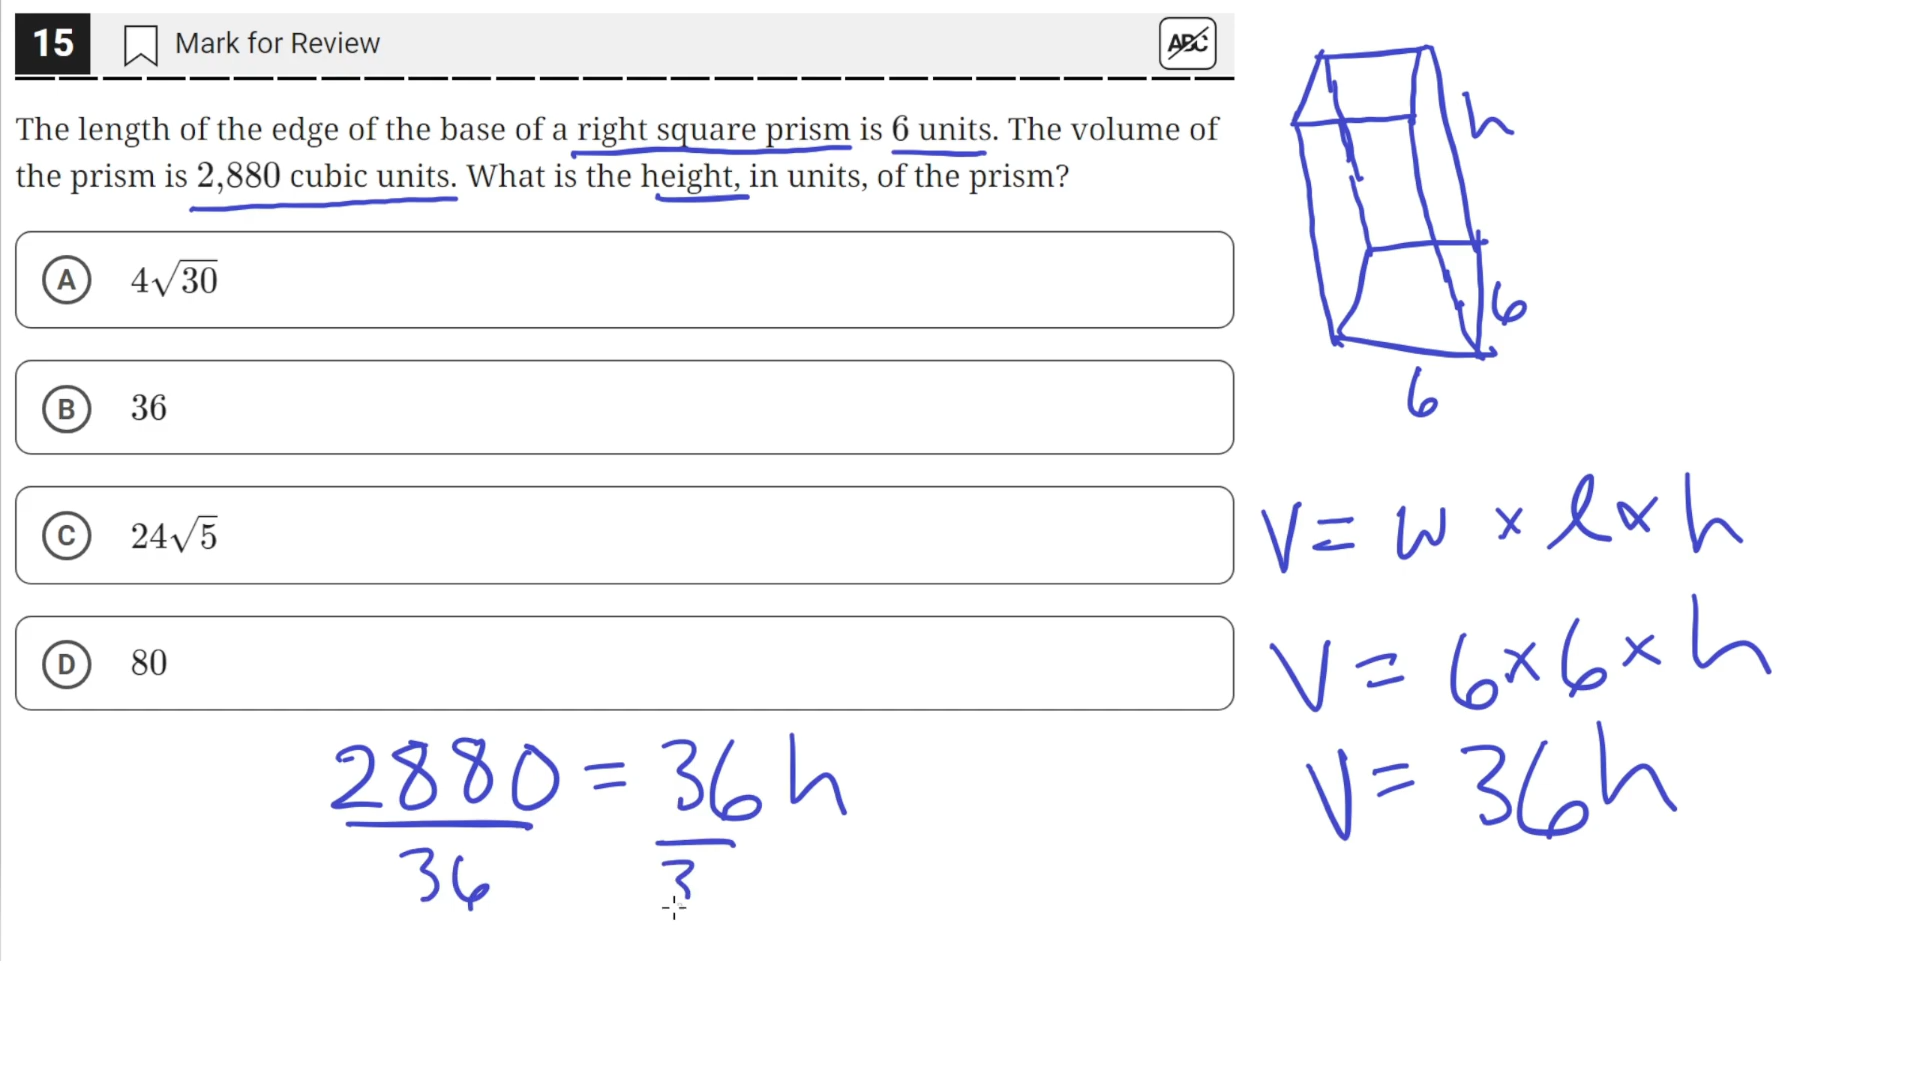 15 Mark for Review ABC
The length of the edge of the base of a right square prism is 6 units. The volume of
the prism is 2,880 cubic units. What is the height, in units, of the prism?
A 4√30
B 36
C 24√5
D 80
h
6
6
V = w × l × h
V = 6 × 6 × h
V = 36h
2880 = 36h
36 3